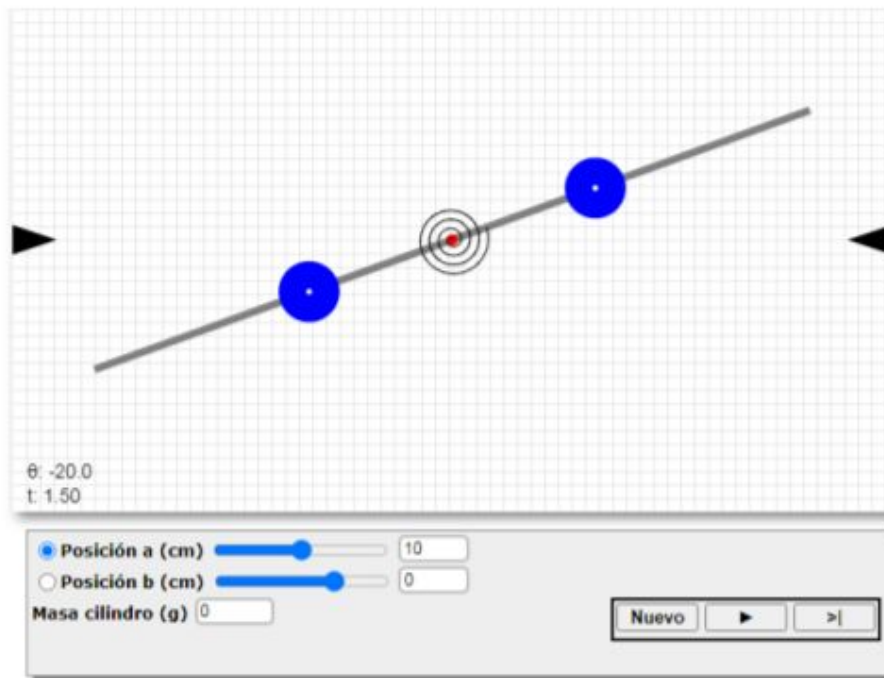 θ: -20.0
t: 1.50
Posición a (cm) 10
Posición b (cm) 0
Masa cilindro (g) 0
Nuevo ► >|